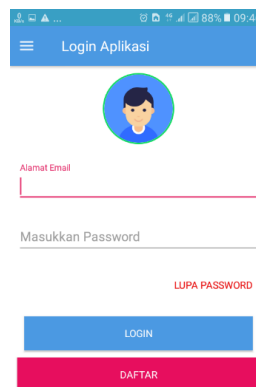 ... 88% 09:4
Login Aplikasi
Alamat Email
Masukkan Password
LUPA PASSWORD
LOGIN
DAFTAR